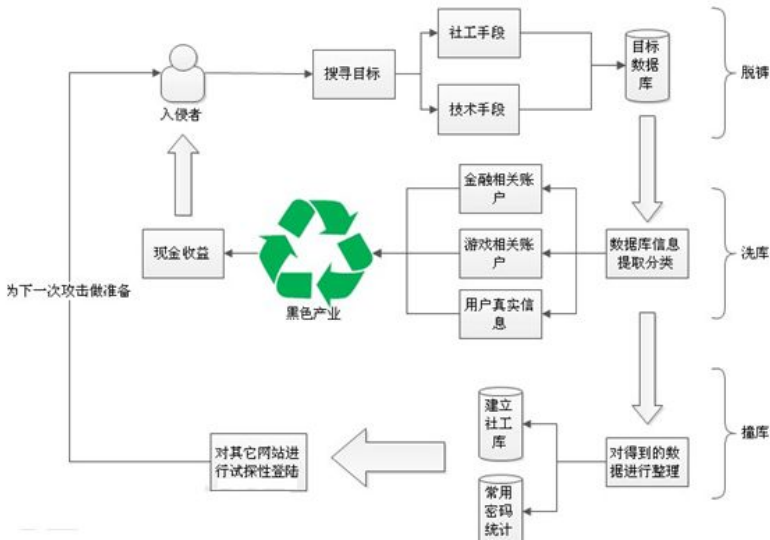 社工手段
目标
数据
库
搜寻目标
脱裤
入侵者
技术手段
金融相关账
户
现金收益
游戏相关账
户
数据库信息
提取分类
洗库
为下一次攻击做准备
黑色产业
用户真实信
息
建立
社工
库
对其它网站进
行试探性登陆
对得到的数
据进行整理
撞库
常用
密码
统计